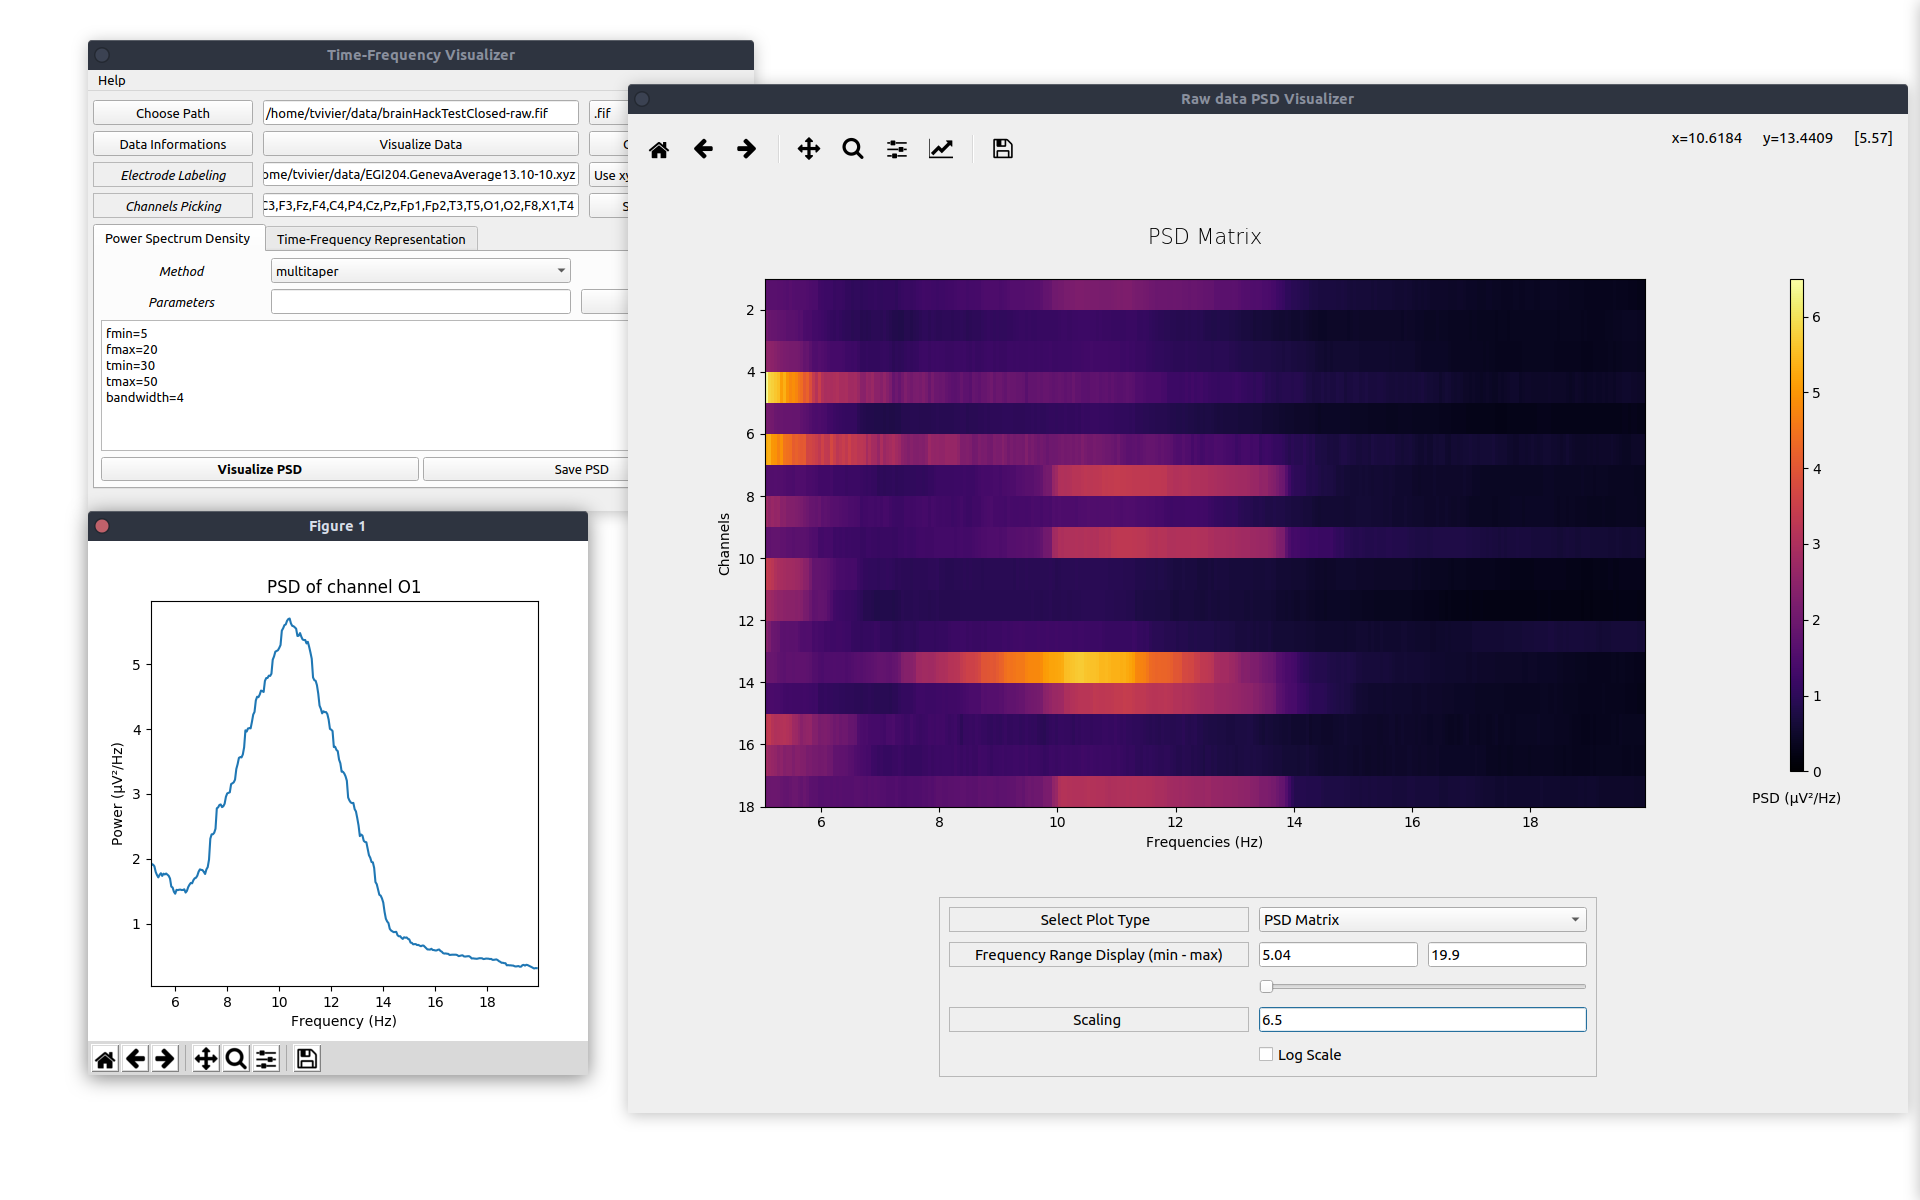 Time-Frequency Visualizer
Help
Choose Path
/home/tvivier/data/brainHackTestClosed-raw.fif
.fif
Data Informations
Visualize Data
Electrode Labeling
ome/tvivier/data/EGI204.GenevaAverage13.10-10.xyz
Use xy
Channels Picking
C3,F3,Fz,F4,C4,P4,Cz,Pz,Fp1,Fp2,T3,T5,O1,O2,F8,X1,T4
S
Power Spectrum Density
Time-Frequency Representation
Method
multitaper
Parameters
fmin=5
fmax=20
tmin=30
tmax=50
bandwidth=4
Visualize PSD
Save PSD
Figure 1
PSD of channel O1
5
4
3
2
1
Power (µV²/Hz)
6 8 10 12 14 16 18
Frequency (Hz)
Raw data PSD Visualizer
x=10.6184 y=13.4409 [5.57]
PSD Matrix
2
4
6
8
10
12
14
16
18
Channels
6 8 10 12 14 16 18
Frequencies (Hz)
6
5
4
3
2
1
0
PSD (µV²/Hz)
Select Plot Type
PSD Matrix
Frequency Range Display (min - max)
5.04
19.9
Scaling
6.5
Log Scale